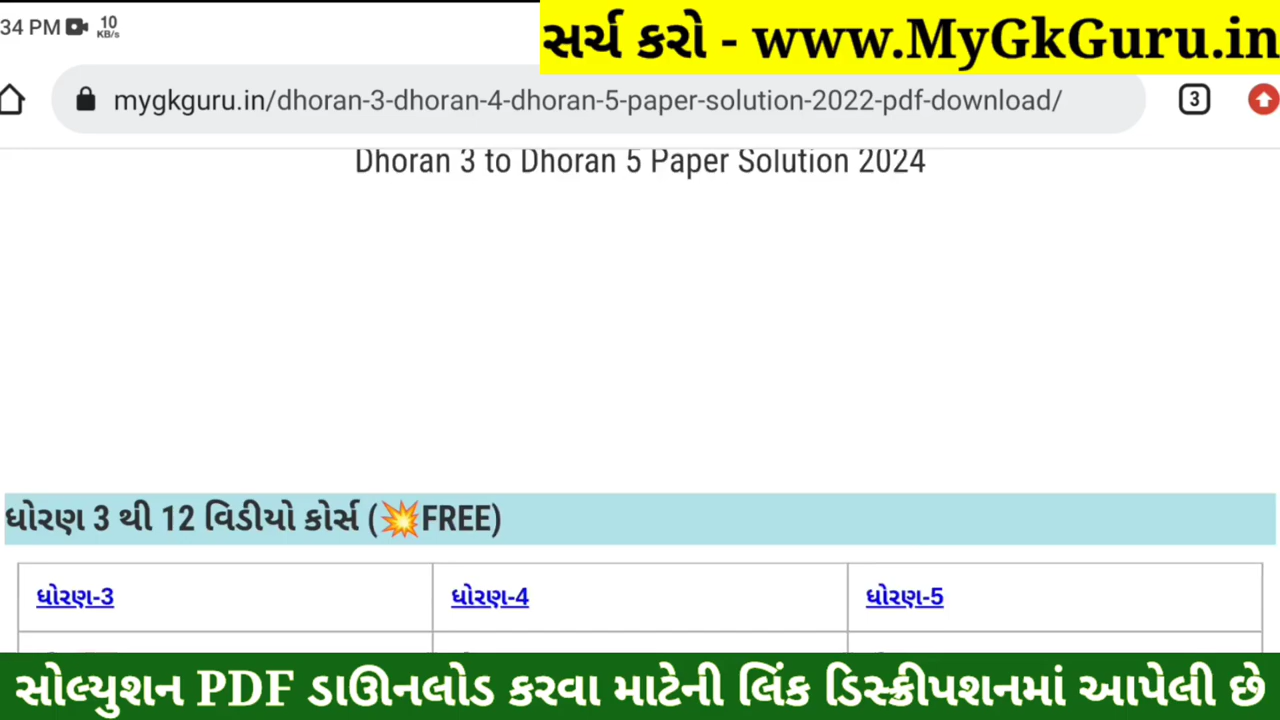 34 PM 10 KB/s
સર્ચ કરો - www.MyGkGuru.in
mygkguru.in/dhoran-3-dhoran-4-dhoran-5-paper-solution-2022-pdf-download/ 3
Dhoran 3 to Dhoran 5 Paper Solution 2024
ધોરણ 3 થી 12 વિડીયો કોર્સ (💥FREE)
ધોરણ-3 ધોરણ-4 ધોરણ-5
સોલ્યુશન PDF ડાઊનલોડ કરવા માટેની લિંક ડિસ્ક્રીપશનમાં આપેલી છે